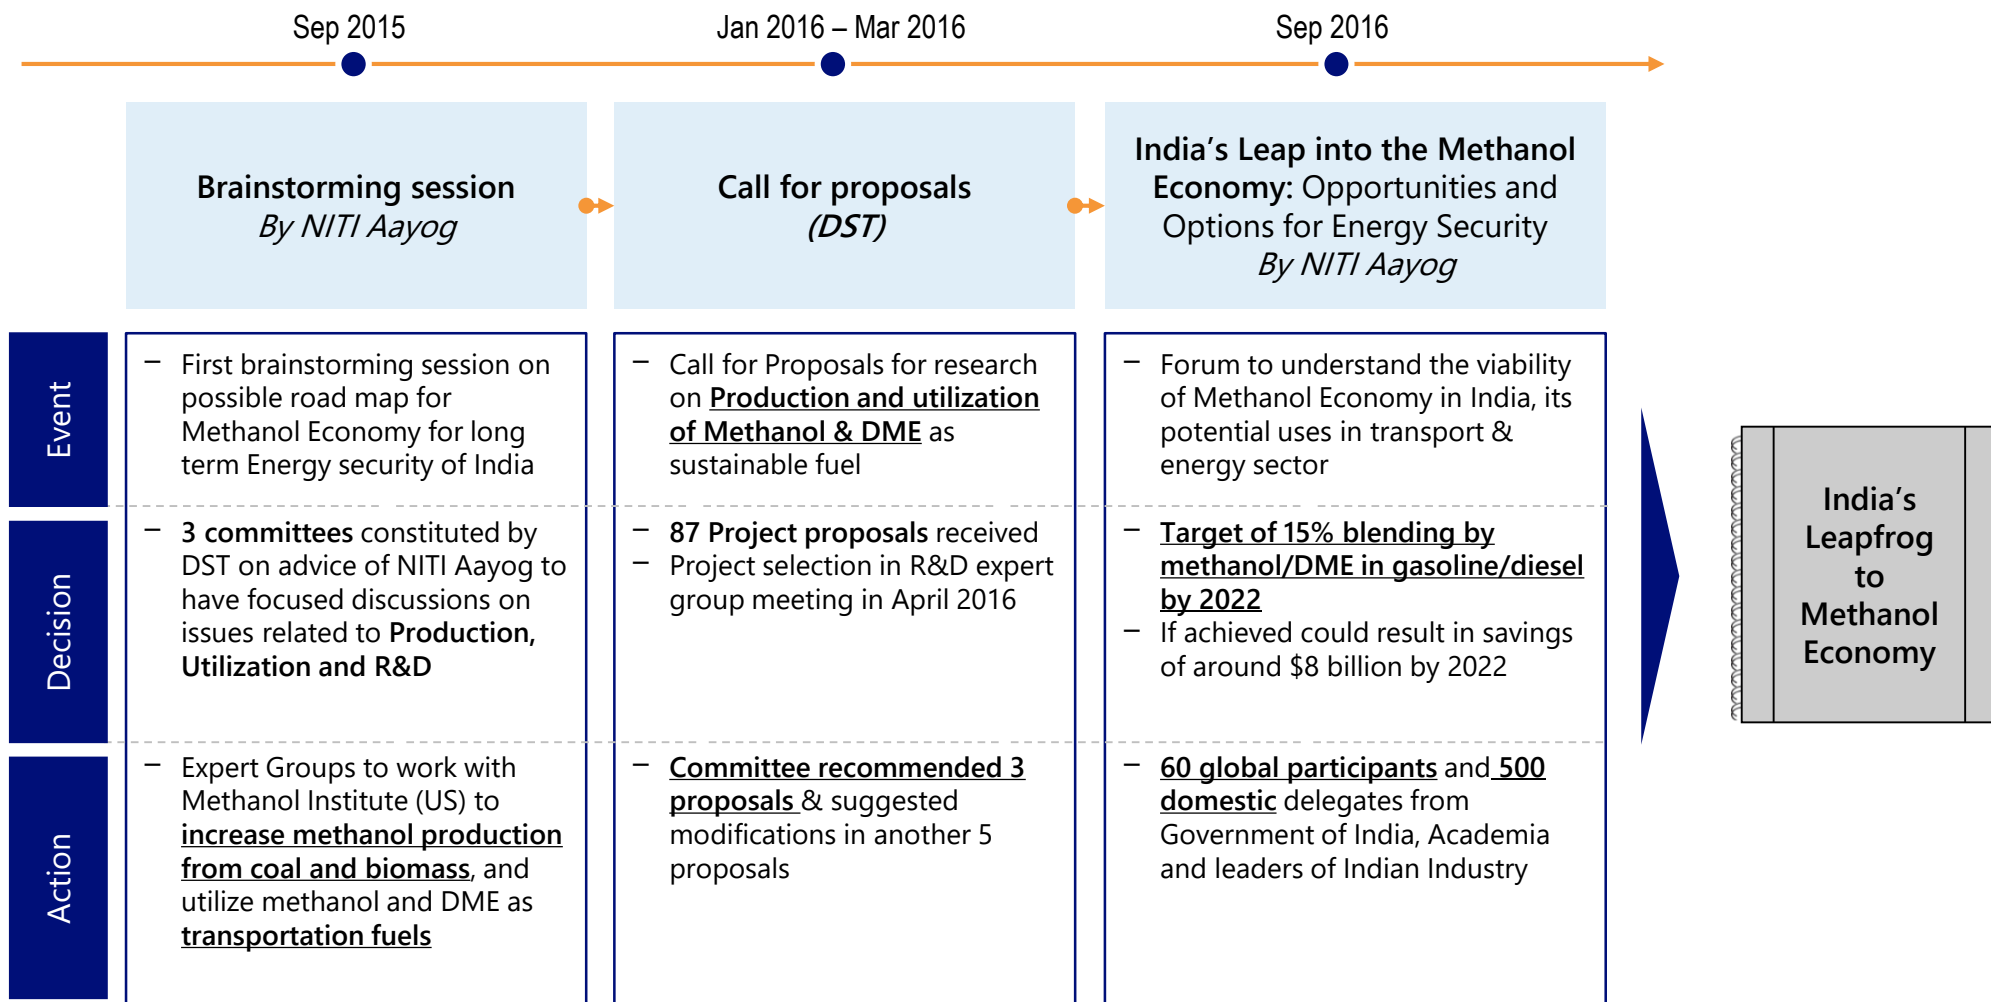 Sep 2015
Jan 2016 – Mar 2016
Sep 2016
Brainstorming session
By NITI Aayog
Call for proposals
(DST)
India’s Leap into the Methanol
Economy: Opportunities and
Options for Energy Security
By NITI Aayog
Event
– First brainstorming session on
possible road map for
Methanol Economy for long
term Energy security of India
– Call for Proposals for research
on Production and utilization
of Methanol & DME as
sustainable fuel
– Forum to understand the viability
of Methanol Economy in India, its
potential uses in transport &
energy sector
Decision
– 3 committees constituted by
DST on advice of NITI Aayog to
have focused discussions on
issues related to Production,
Utilization and R&D
– 87 Project proposals received
– Project selection in R&D expert
group meeting in April 2016
– Target of 15% blending by
methanol/DME in gasoline/diesel
by 2022
– If achieved could result in savings
of around $8 billion by 2022
Action
– Expert Groups to work with
Methanol Institute (US) to
increase methanol production
from coal and biomass, and
utilize methanol and DME as
transportation fuels
– Committee recommended 3
proposals & suggested
modifications in another 5
proposals
– 60 global participants and 500
domestic delegates from
Government of India, Academia
and leaders of Indian Industry
India’s
Leapfrog
to
Methanol
Economy